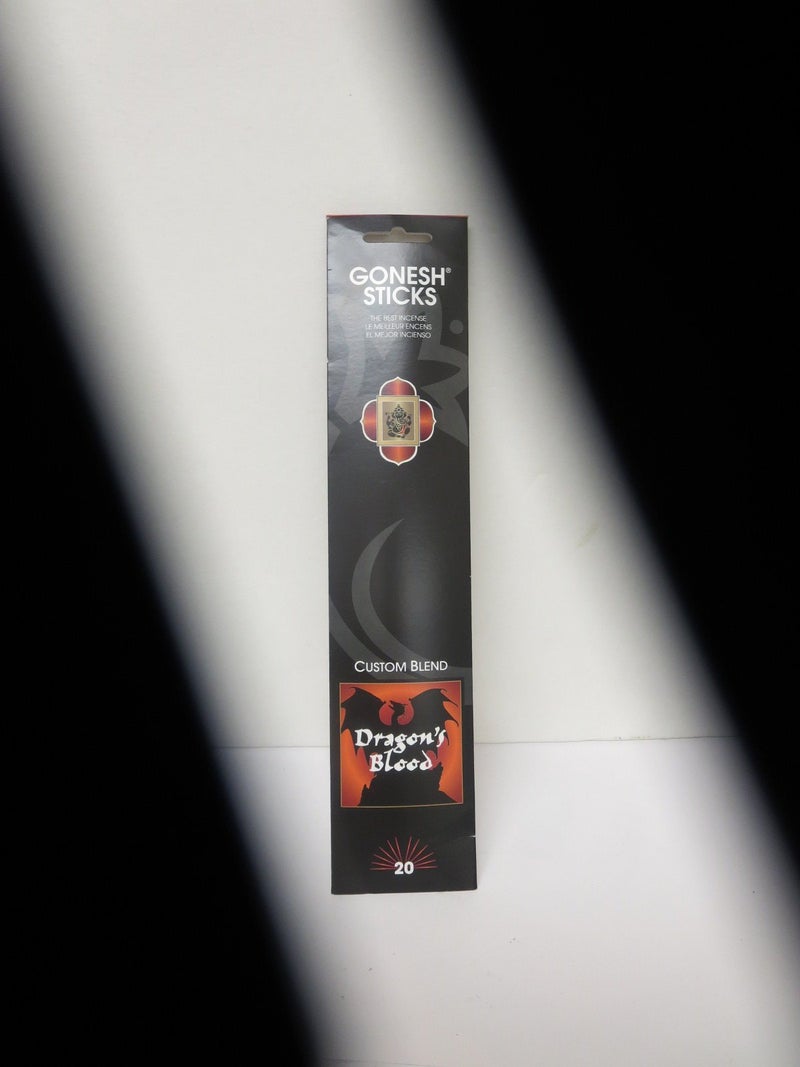 GONESH®
STICKS
THE BEST INCENSE
LE MEILLEUR ENCENS
EL MEJOR INCIENSO
CUSTOM BLEND
Dragon's
Blood
20